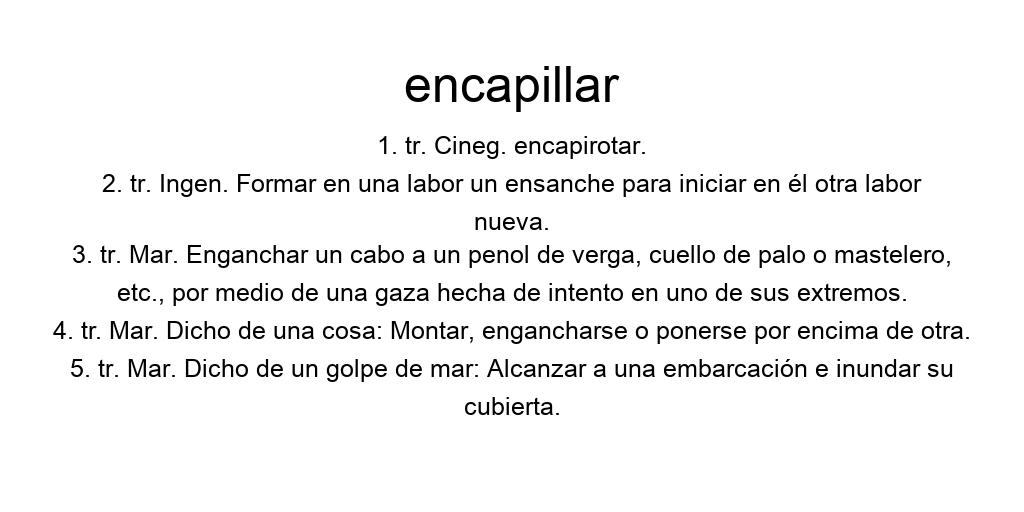 encapillar
1. tr. Cineg. encapirotar.
2. tr. Ingen. Formar en una labor un ensanche para iniciar en él otra labor
nueva.
3. tr. Mar. Enganchar un cabo a un penol de verga, cuello de palo o mastelero,
etc., por medio de una gaza hecha de intento en uno de sus extremos.
4. tr. Mar. Dicho de una cosa: Montar, engancharse o ponerse por encima de otra.
5. tr. Mar. Dicho de un golpe de mar: Alcanzar a una embarcación e inundar su
cubierta.